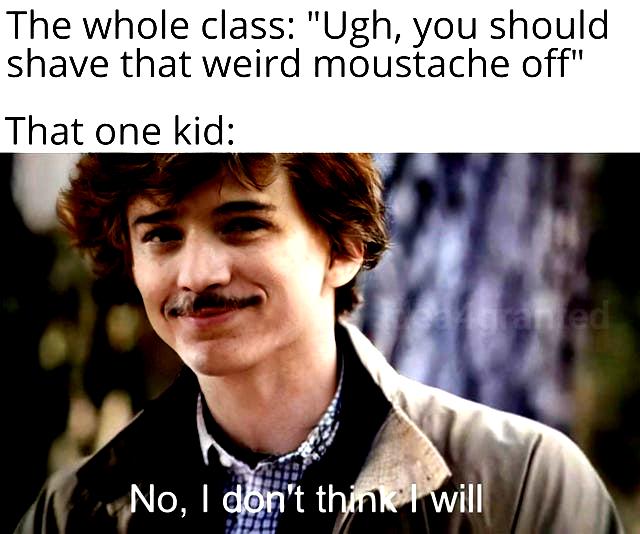 The whole class: "Ugh, you should
shave that weird moustache off"
That one kid:
No, I don't think I will